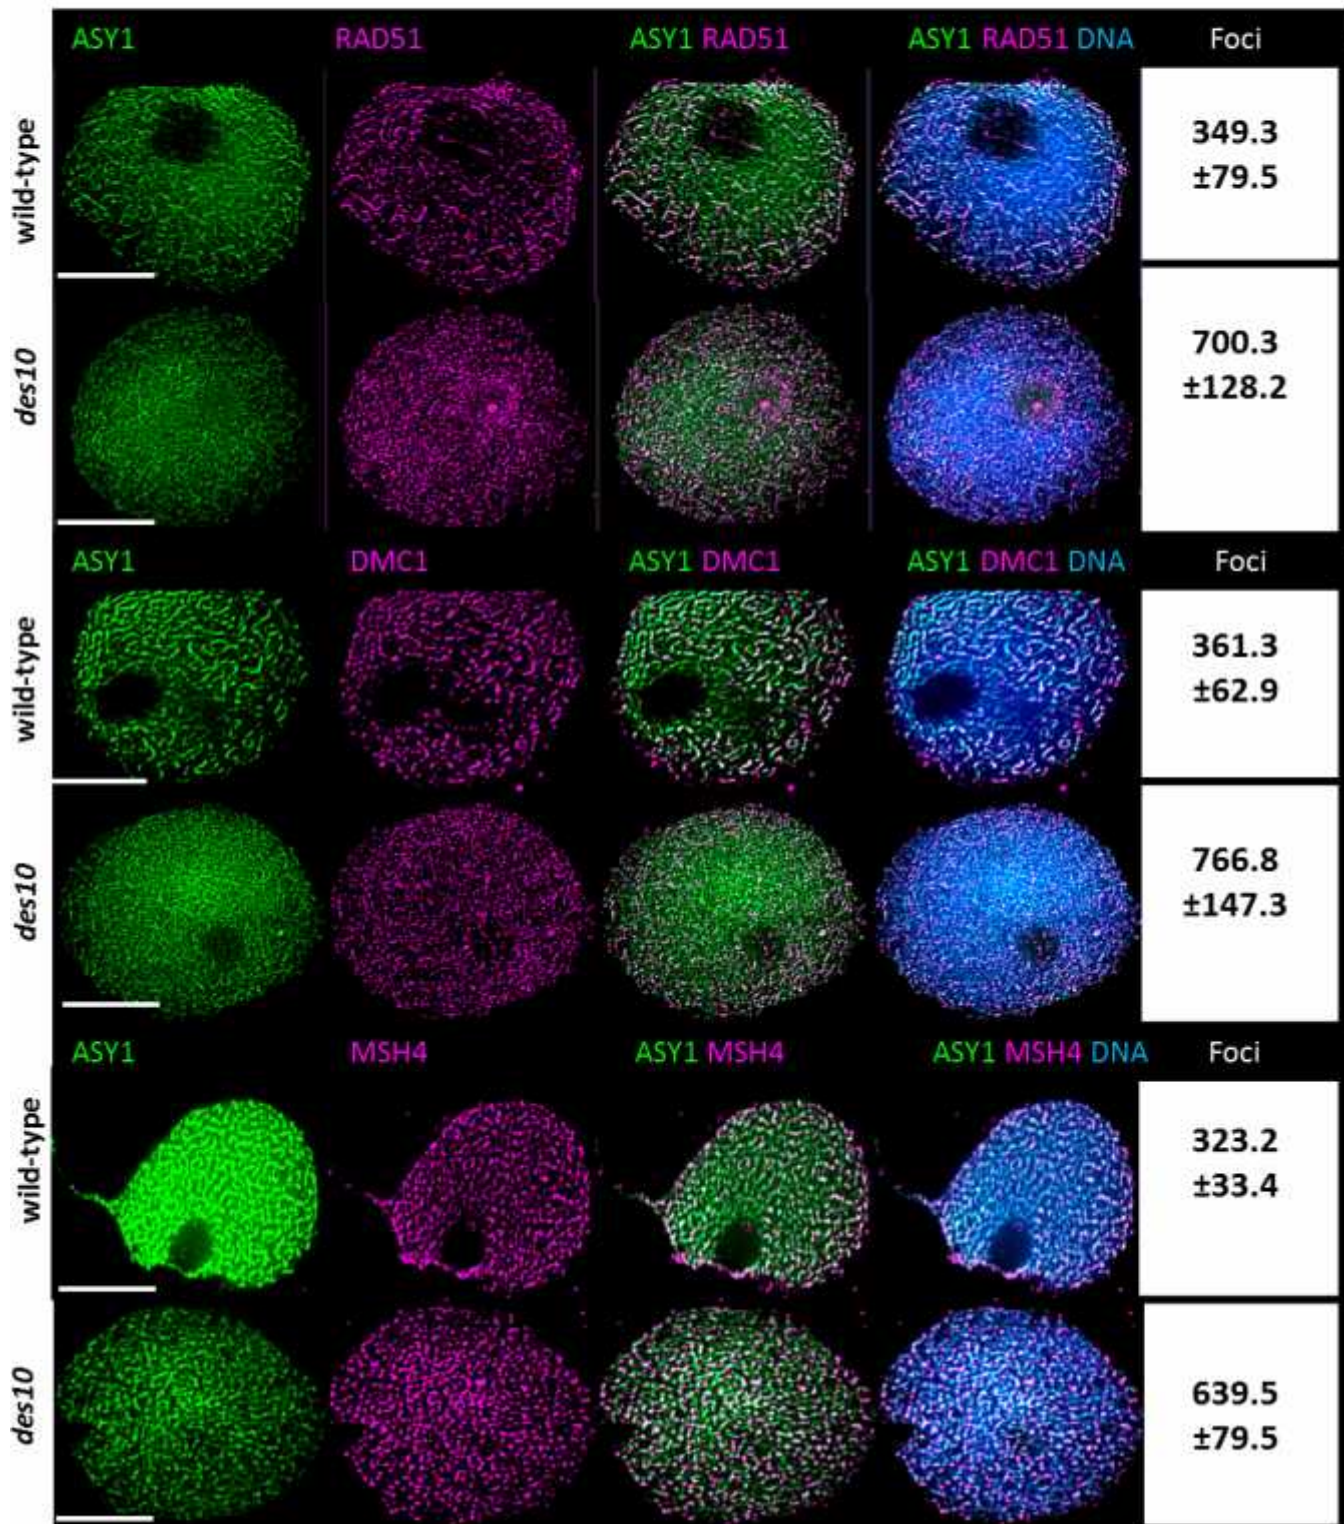 ASY1 RAD51 ASY1 RAD51 ASY1 RAD51 DNA Foci
wild-type
349.3
±79.5
des10
700.3
±128.2
ASY1 DMC1 ASY1 DMC1 ASY1 DMC1 DNA Foci
wild-type
361.3
±62.9
des10
766.8
±147.3
ASY1 MSH4 ASY1 MSH4 ASY1 MSH4 DNA Foci
wild-type
323.2
±33.4
des10
639.5
±79.5